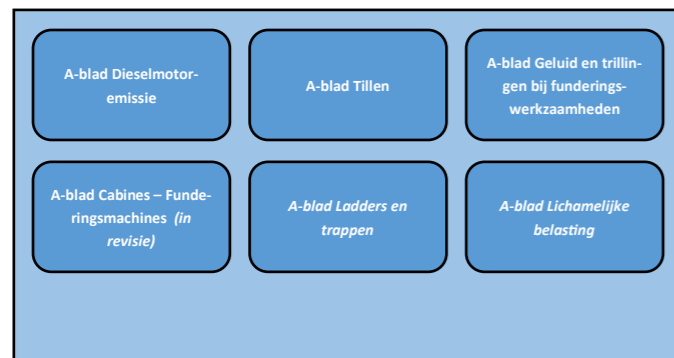 A-blad Dieselmotor-
emissie
A-blad Tillen
A-blad Geluid en trillin-
gen bij funderings-
werkzaamheden
A-blad Cabines – Funde-
ringsmachines (in
revisie)
A-blad Ladders en
trappen
A-blad Lichamelijke
belasting